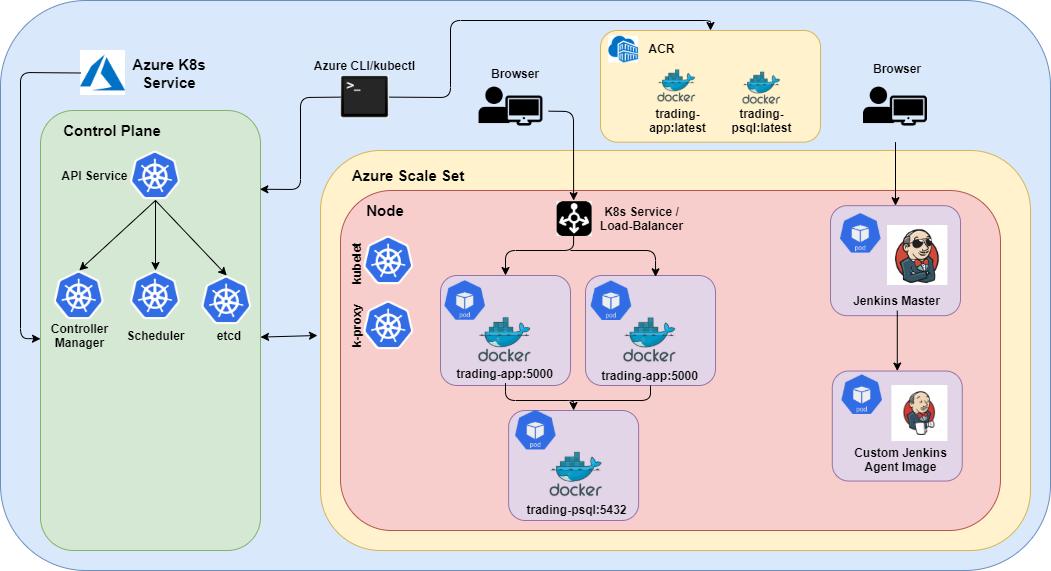 Azure K8s
Service
Azure CLI/kubectl
>_
Browser
ACR
docker
trading-
app:latest
docker
trading-
psql:latest
Browser
Control Plane
API Service
Controller
Manager
Scheduler
etcd
Azure Scale Set
Node
kubelet
k-proxy
K8s Service /
Load-Balancer
pod
docker
trading-app:5000
pod
docker
trading-app:5000
pod
docker
trading-psql:5432
pod
Jenkins Master
pod
Custom Jenkins
Agent Image